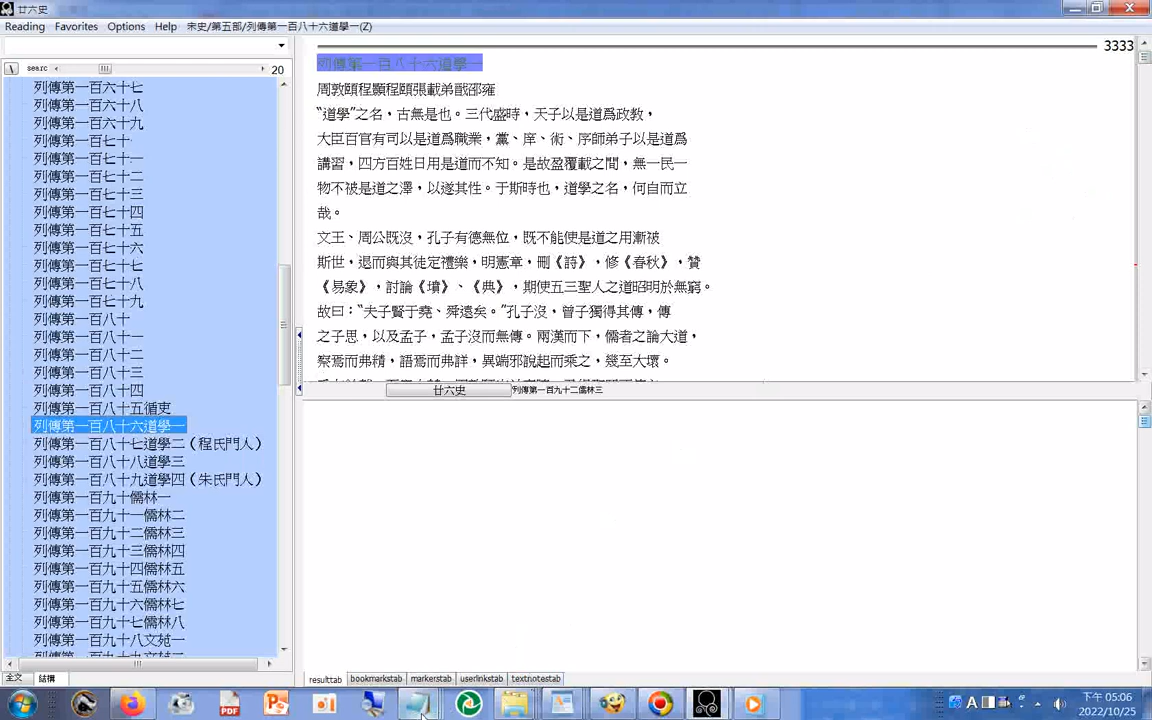 廿六史
Reading Favorites Options Help 宋史/第五部/列傳第一百八十六道學一(Z)
searc
20
列傳第一百六十七
列傳第一百六十八
列傳第一百六十九
列傳第一百七十
列傳第一百七十一
列傳第一百七十二
列傳第一百七十三
列傳第一百七十四
列傳第一百七十五
列傳第一百七十六
列傳第一百七十七
列傳第一百七十八
列傳第一百七十九
列傳第一百八十
列傳第一百八十一
列傳第一百八十二
列傳第一百八十三
列傳第一百八十四
列傳第一百八十五循吏
列傳第一百八十六道學一
列傳第一百八十七道學二（程氏門人）
列傳第一百八十八道學三
列傳第一百八十九道學四（朱氏門人）
列傳第一百九十儒林一
列傳第一百九十一儒林二
列傳第一百九十二儒林三
列傳第一百九十三儒林四
列傳第一百九十四儒林五
列傳第一百九十五儒林六
列傳第一百九十六儒林七
列傳第一百九十七儒林八
列傳第一百九十八文苑一
全文 結構
3333
列傳第一百八十六道學一
周敦頤程顥程頤張載弟戩邵雍
“道學”之名，古無是也。三代盛時，天子以是道爲政教，
大臣百官有司以是道爲職業，黨、庠、術、序師弟子以是道爲
講習，四方百姓日用是道而不知。是故盈覆載之間，無一民一
物不被是道之澤，以遂其性。于斯時也，道學之名，何自而立
哉。
文王、周公既沒，孔子有德無位，既不能使是道之用漸被
斯世，退而與其徒定禮樂，明憲章，刪《詩》，修《春秋》，贊
《易象》，討論《墳》、《典》，期使五三聖人之道昭明於無窮。
故曰：“夫子賢于堯、舜遠矣。”孔子沒，曾子獨得其傳，傳
之子思，以及孟子，孟子沒而無傳。兩漢而下，儒者之論大道，
察焉而弗精，語焉而弗詳，異端邪說起而乘之，幾至大壞。
廿六史 列傳第一百九十二儒林三
resulttab bookmarkstab markerstab userlinkstab textnotestab
下午 05:06
2022/10/25